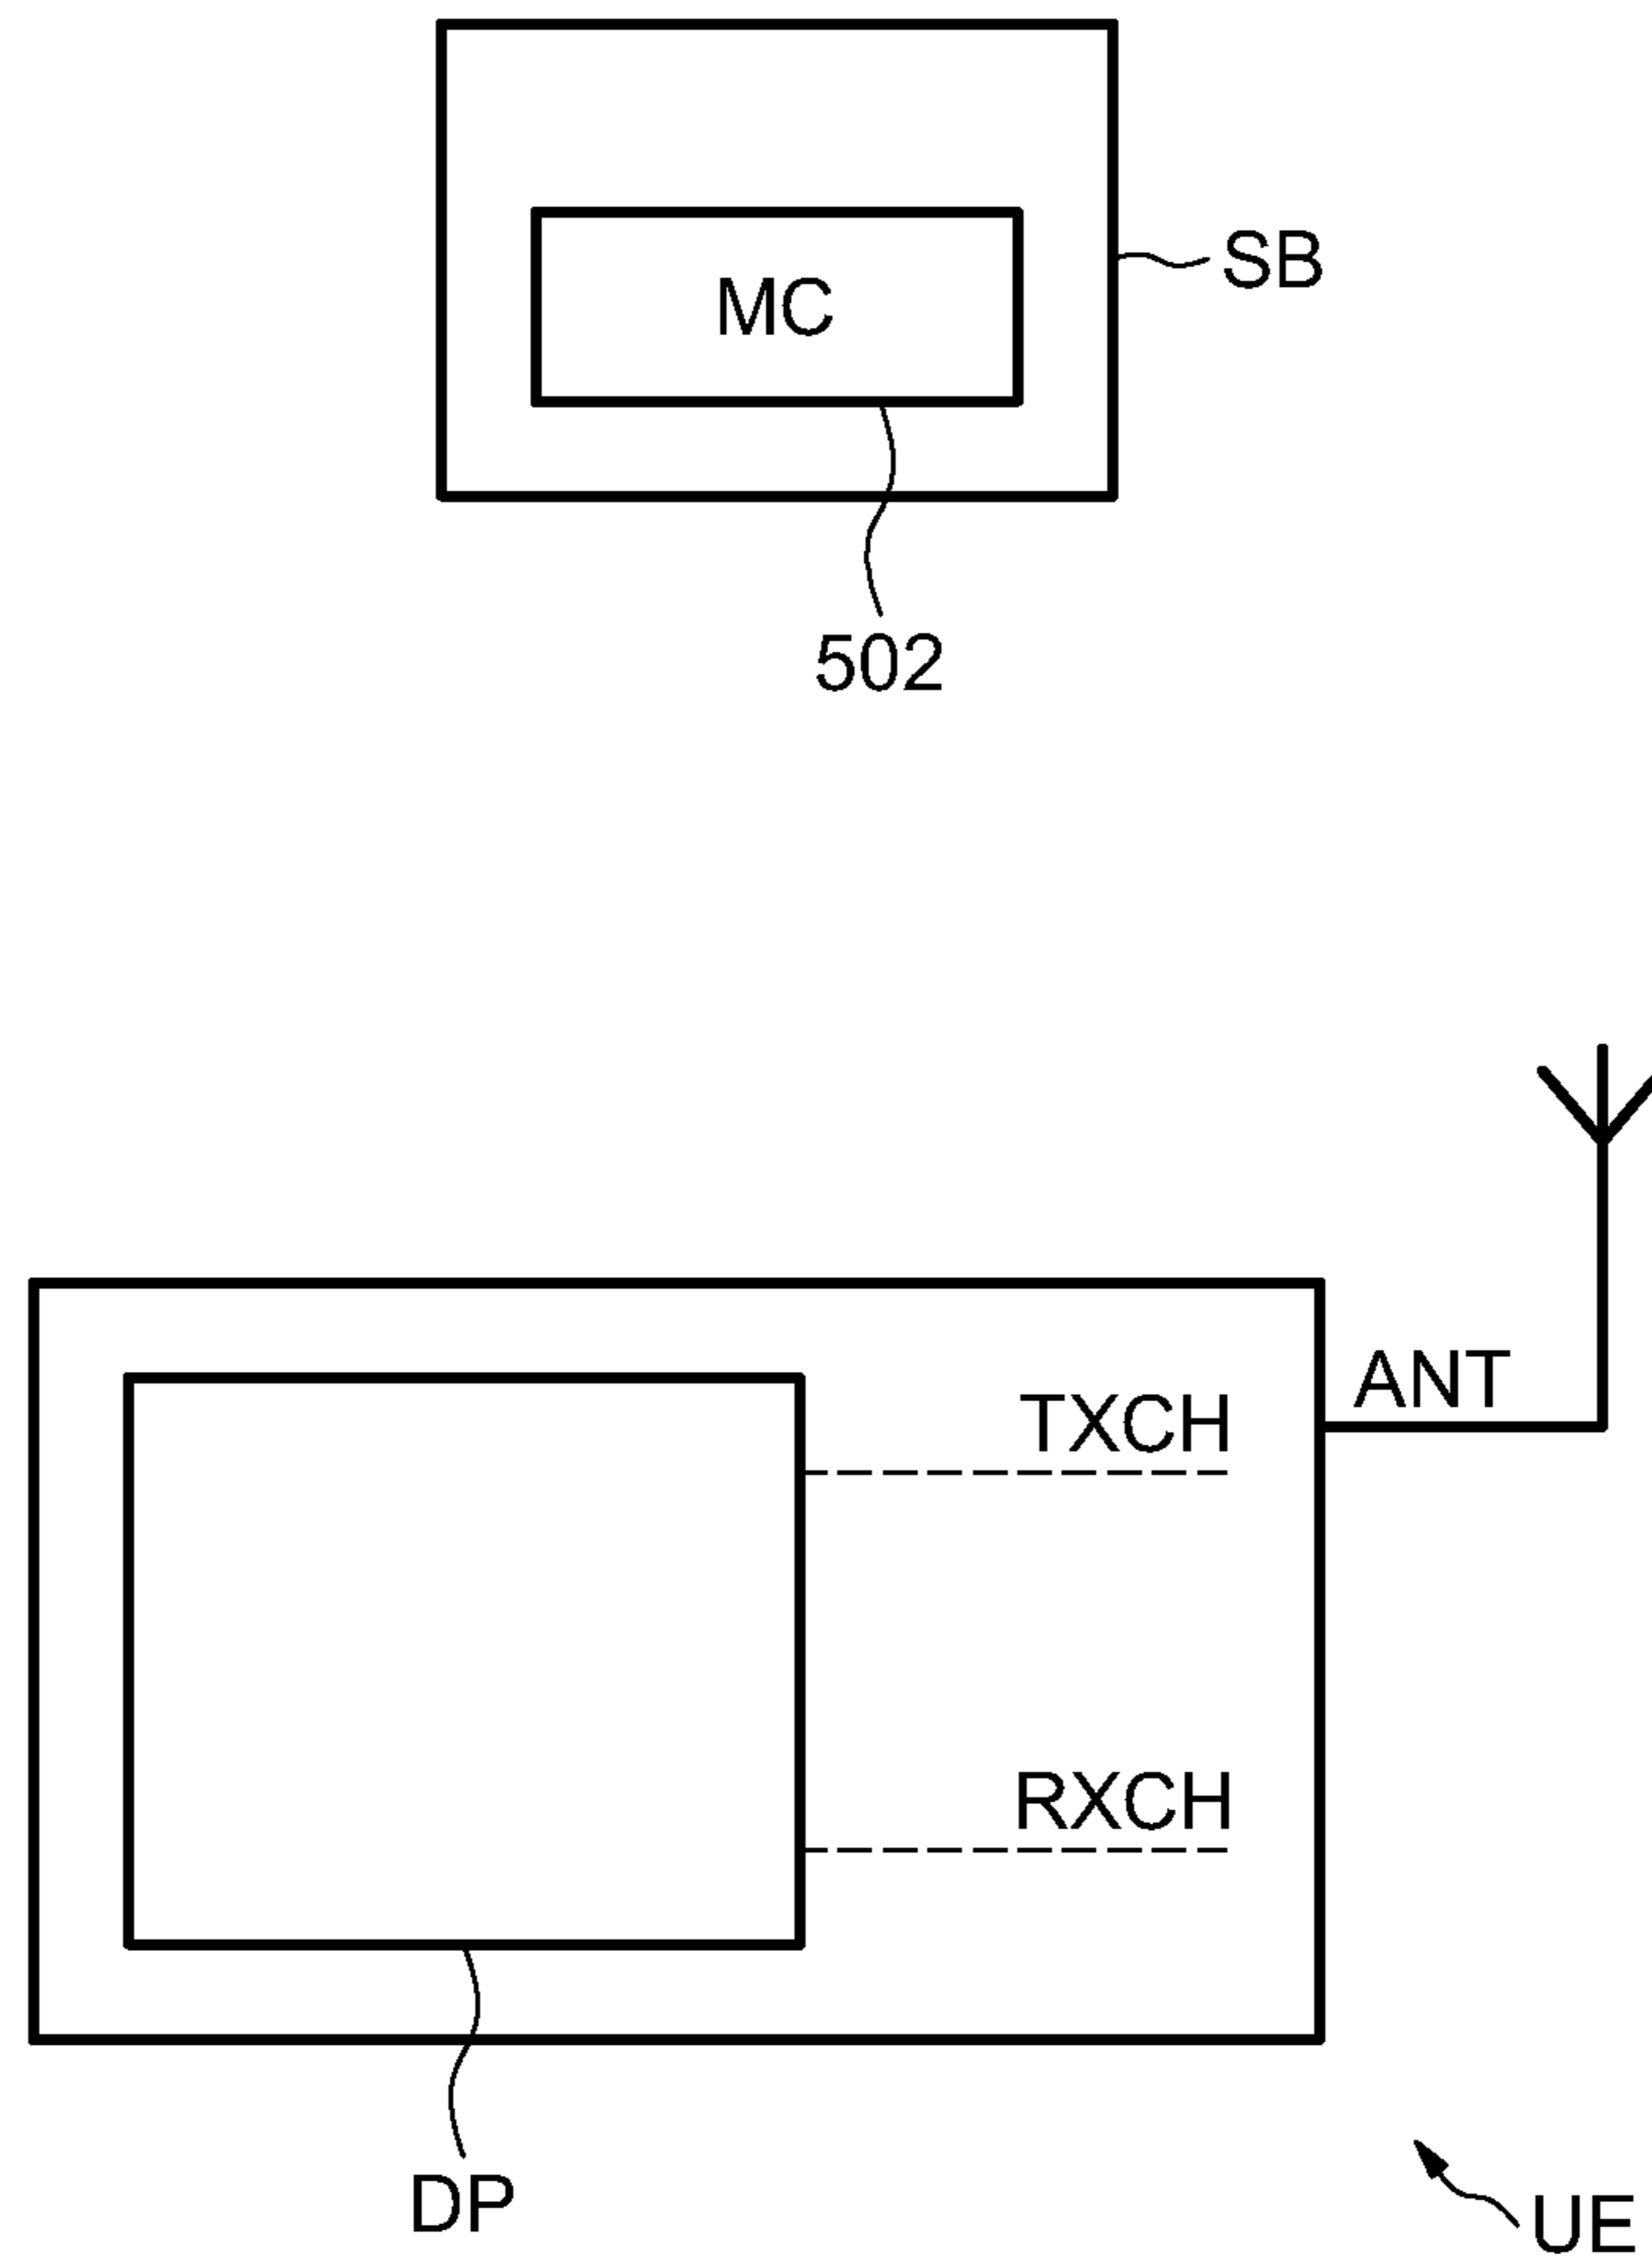 SB
MC
502
ANT
TXCH
RXCH
DP
UE